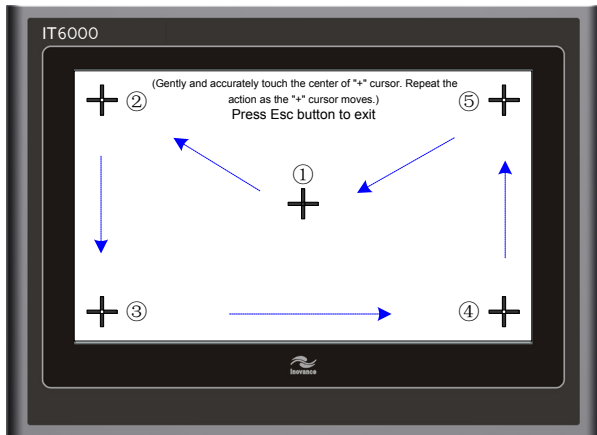 IT6000
(Gently and accurately touch the center of "+" cursor. Repeat the
action as the "+" cursor moves.)
Press Esc button to exit
② ⑤
①
③ ④
Inovance